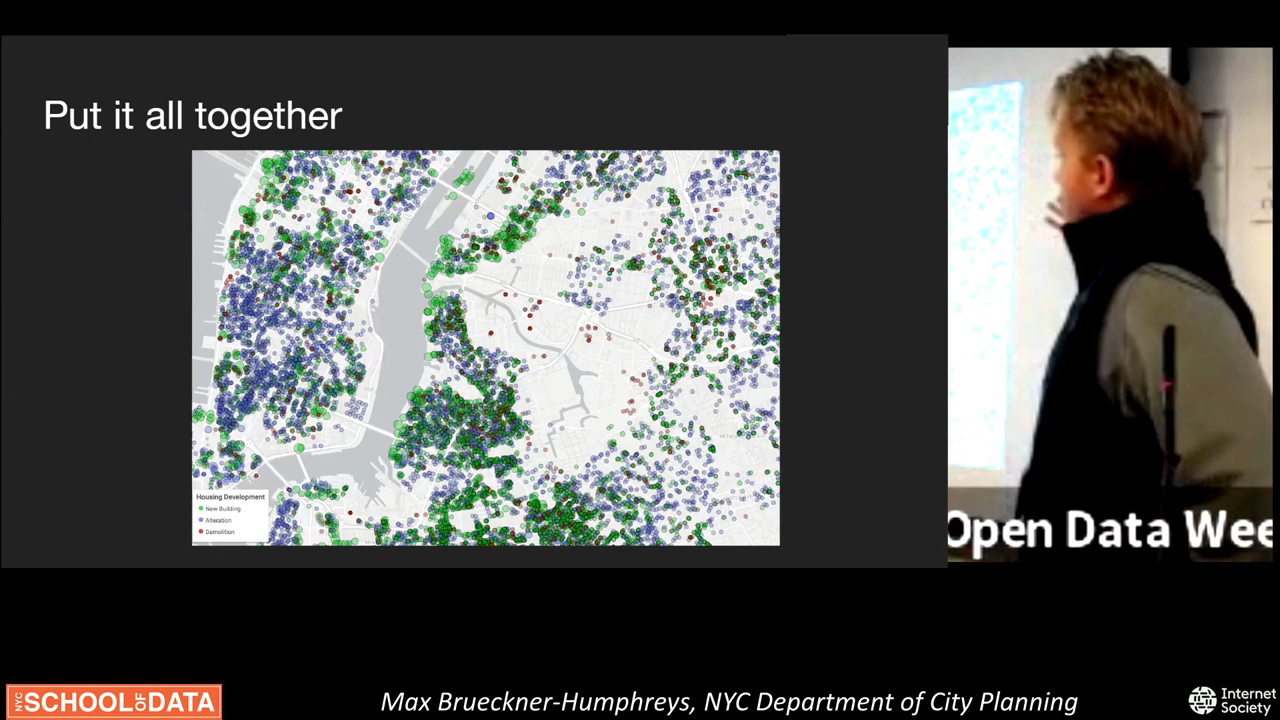 Put it all together
Housing Development
New Building
Alteration
Demolition
Open Data Wee
NYC SCHOOL OF DATA
Max Brueckner-Humphreys, NYC Department of City Planning
Internet
Society